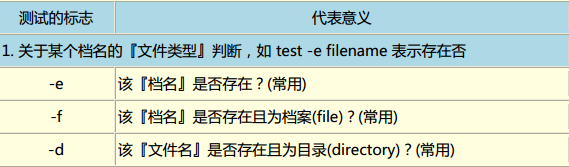 测试的标志 代表意义
1. 关于某个档名的『文件类型』判断，如 test -e filename 表示存在否
-e 该『档名』是否存在？(常用)
-f 该『档名』是否存在且为档案(file)？(常用)
-d 该『文件名』是否存在且为目录(directory)？(常用)